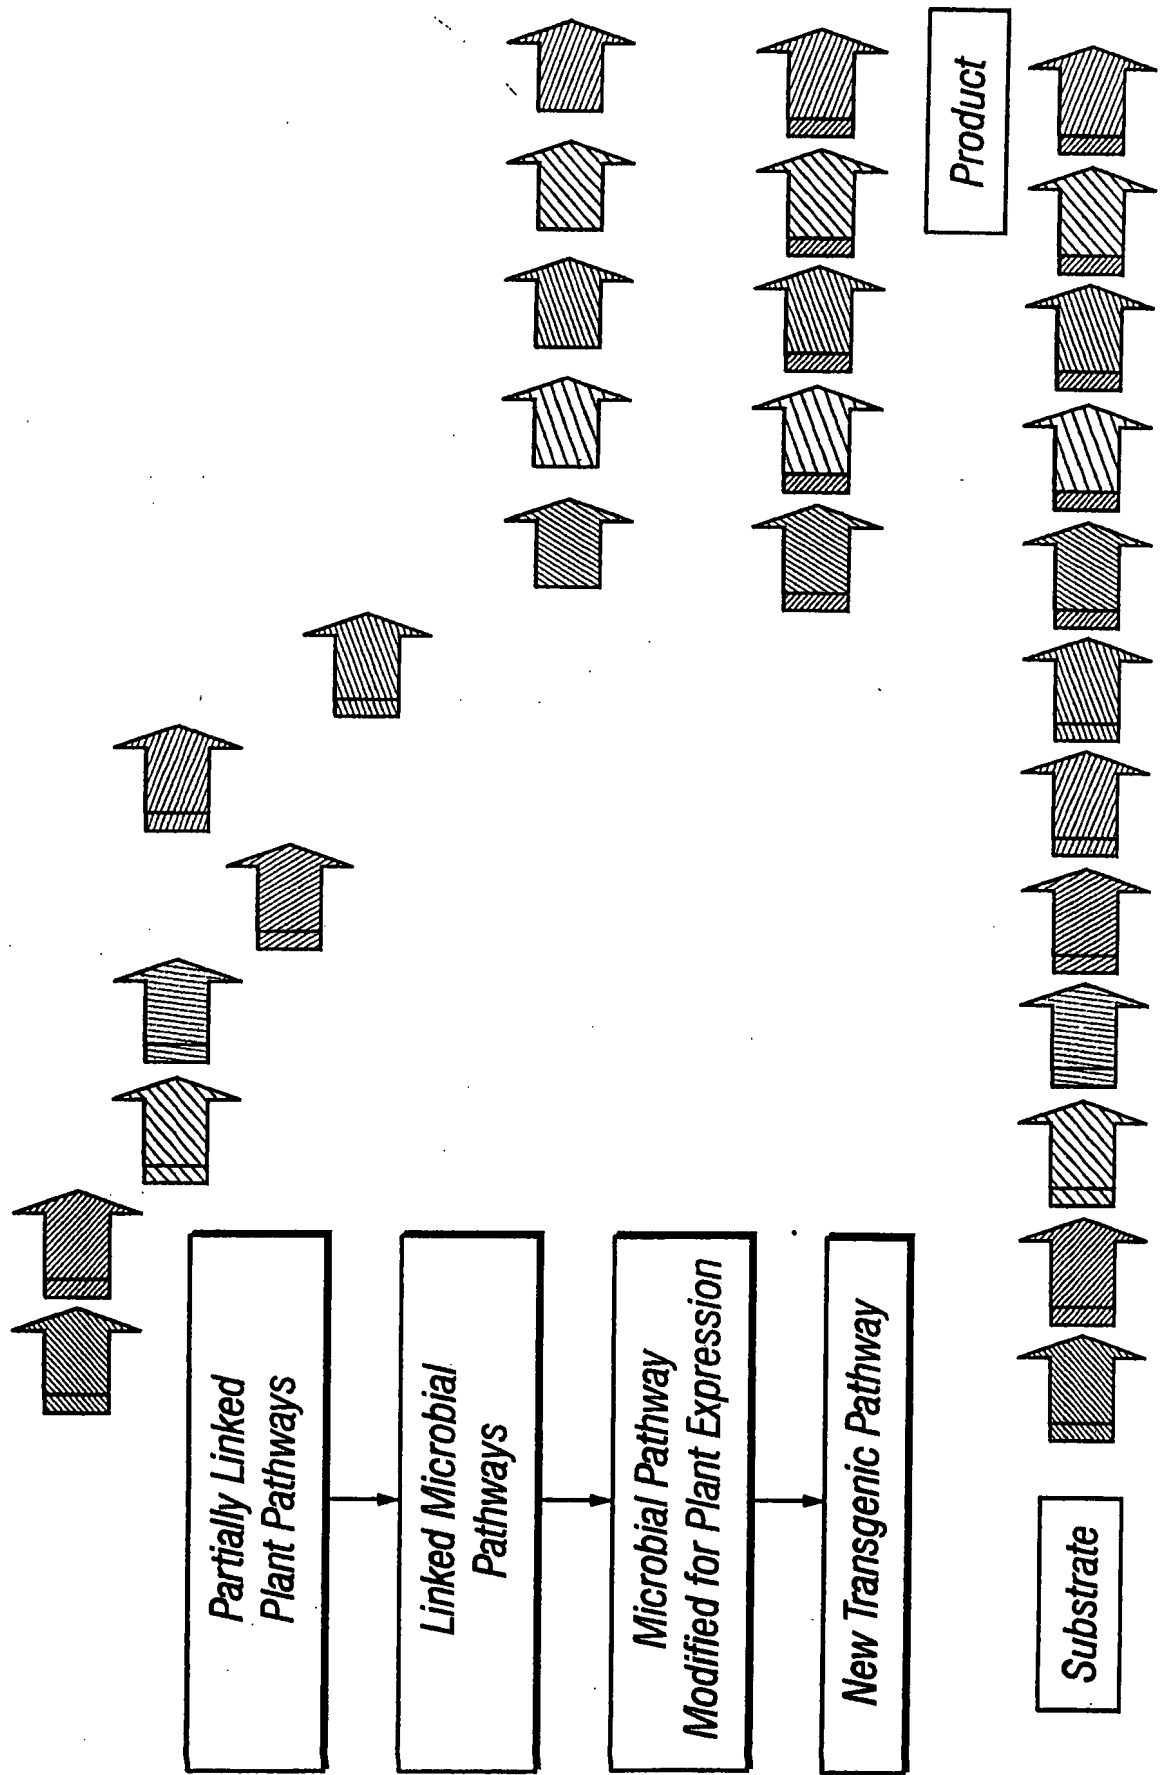 Partially Linked
Plant Pathways
Linked Microbial
Pathways
Microbial Pathway
Modified for Plant Expression
New Transgenic Pathway
Substrate
Product